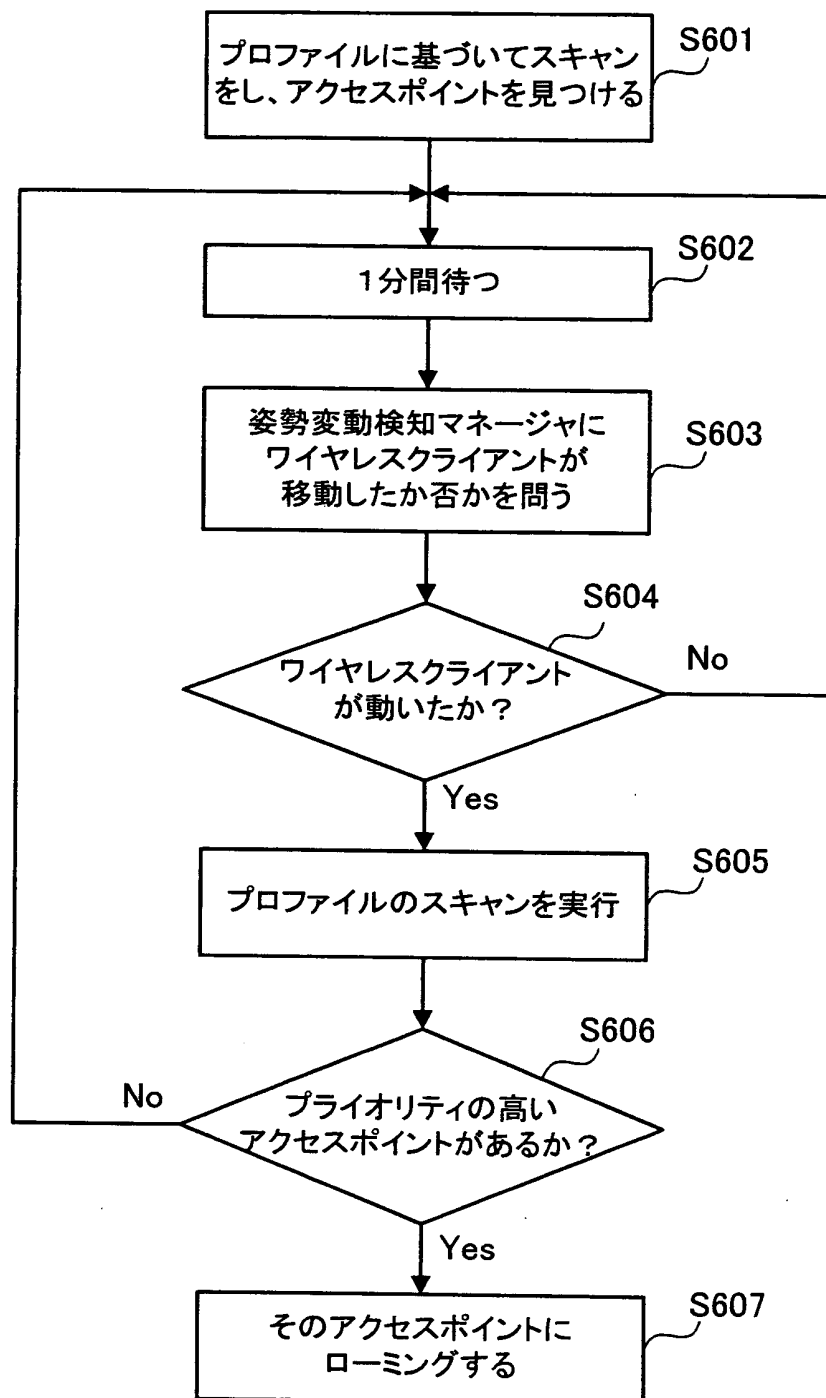 プロファイルに基づいてスキャン
をし、アクセスポイントを見つける
S601
S602
1分間待つ
姿勢変動検知マネージャに
ワイヤレスクライアントが
移動したか否かを問う
S603
S604
ワイヤレスクライアント
が動いたか?
No
Yes
プロファイルのスキャンを実行
S605
S606
プライオリティの高い
アクセスポイントがあるか?
No
Yes
そのアクセスポイントに
ローミングする
S607